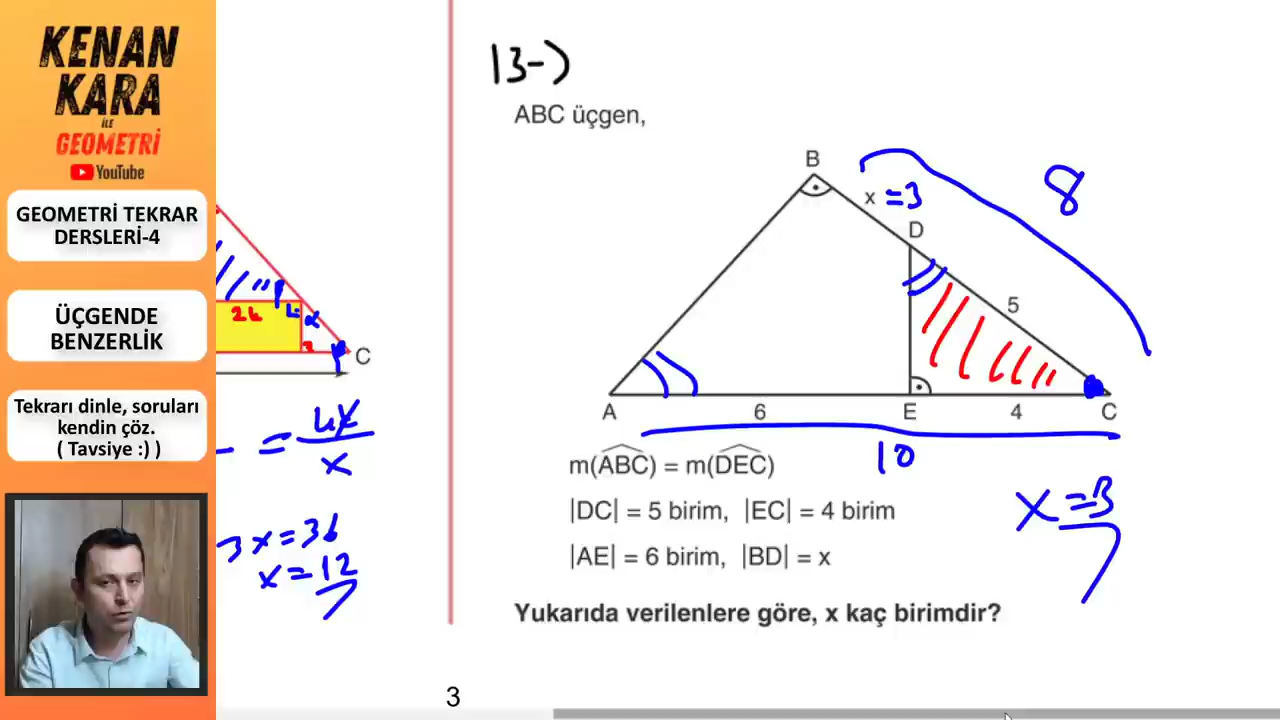 KENAN
KARA
İLE
GEOMETRİ
YouTube
GEOMETRİ TEKRAR
DERSLERİ-4
ÜÇGENDE
BENZERLİK
Tekrarı dinle, soruları
kendin çöz.
( Tavsiye :) )
C
= 4x
x
3x = 36
x = 12
13-)
ABC üçgen,
B
x = 3
8
D
5
A
6
E
4
C
10
m(ABC) = m(DEC)
|DC| = 5 birim, |EC| = 4 birim
|AE| = 6 birim, |BD| = x
x = 3
Yukarıda verilenlere göre, x kaç birimdir?
3